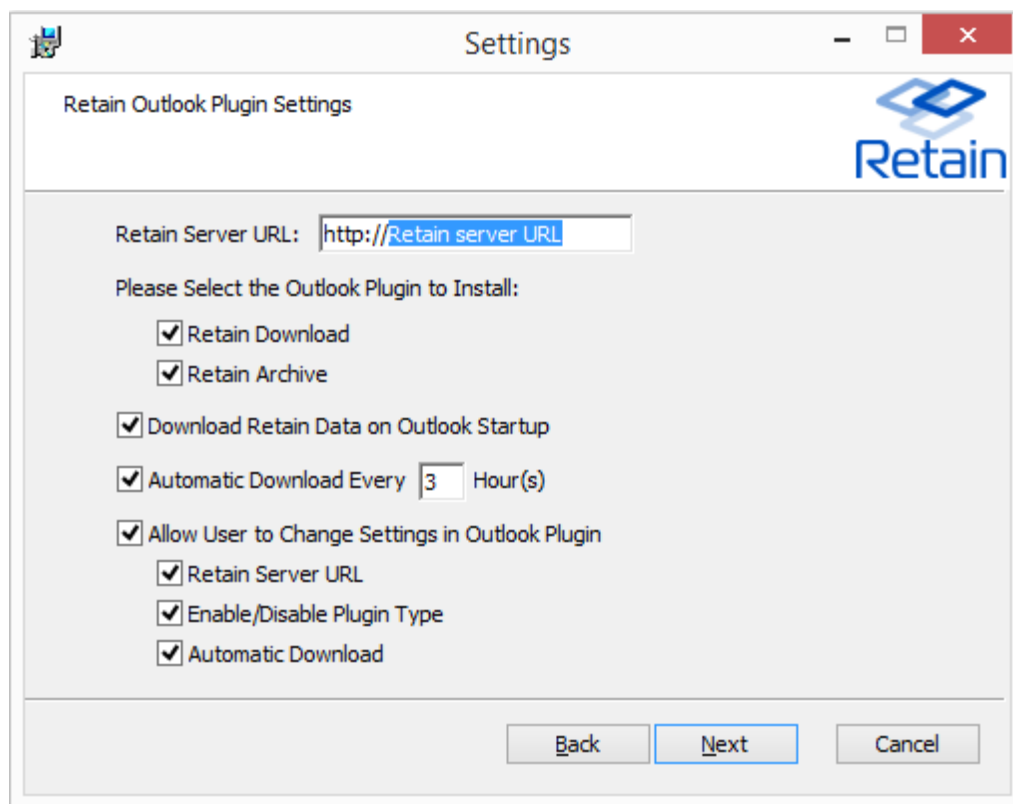 Settings
Retain Outlook Plugin Settings
Retain
Retain Server URL: http://Retain server URL
Please Select the Outlook Plugin to Install:
Retain Download
Retain Archive
Download Retain Data on Outlook Startup
Automatic Download Every 3 Hour(s)
Allow User to Change Settings in Outlook Plugin
Retain Server URL
Enable/Disable Plugin Type
Automatic Download
Back Next Cancel